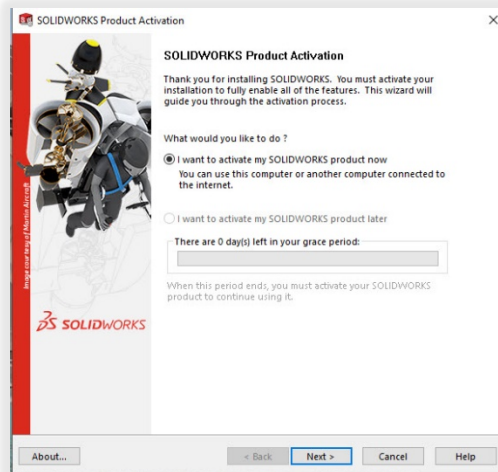 SOLIDWORKS Product Activation
SOLIDWORKS Product Activation
Thank you for installing SOLIDWORKS. You must activate your
installation to fully enable all of the features. This wizard will
guide you through the activation process.
What would you like to do ?
I want to activate my SOLIDWORKS product now
You can use this computer or another computer connected to
the internet.
I want to activate my SOLIDWORKS product later
There are 0 day(s) left in your grace period:
When this period ends, you must activate your SOLIDWORKS
product to continue using it.
Image courtesy of Martin Aircraft
SOLIDWORKS
About...
< Back
Next >
Cancel
Help